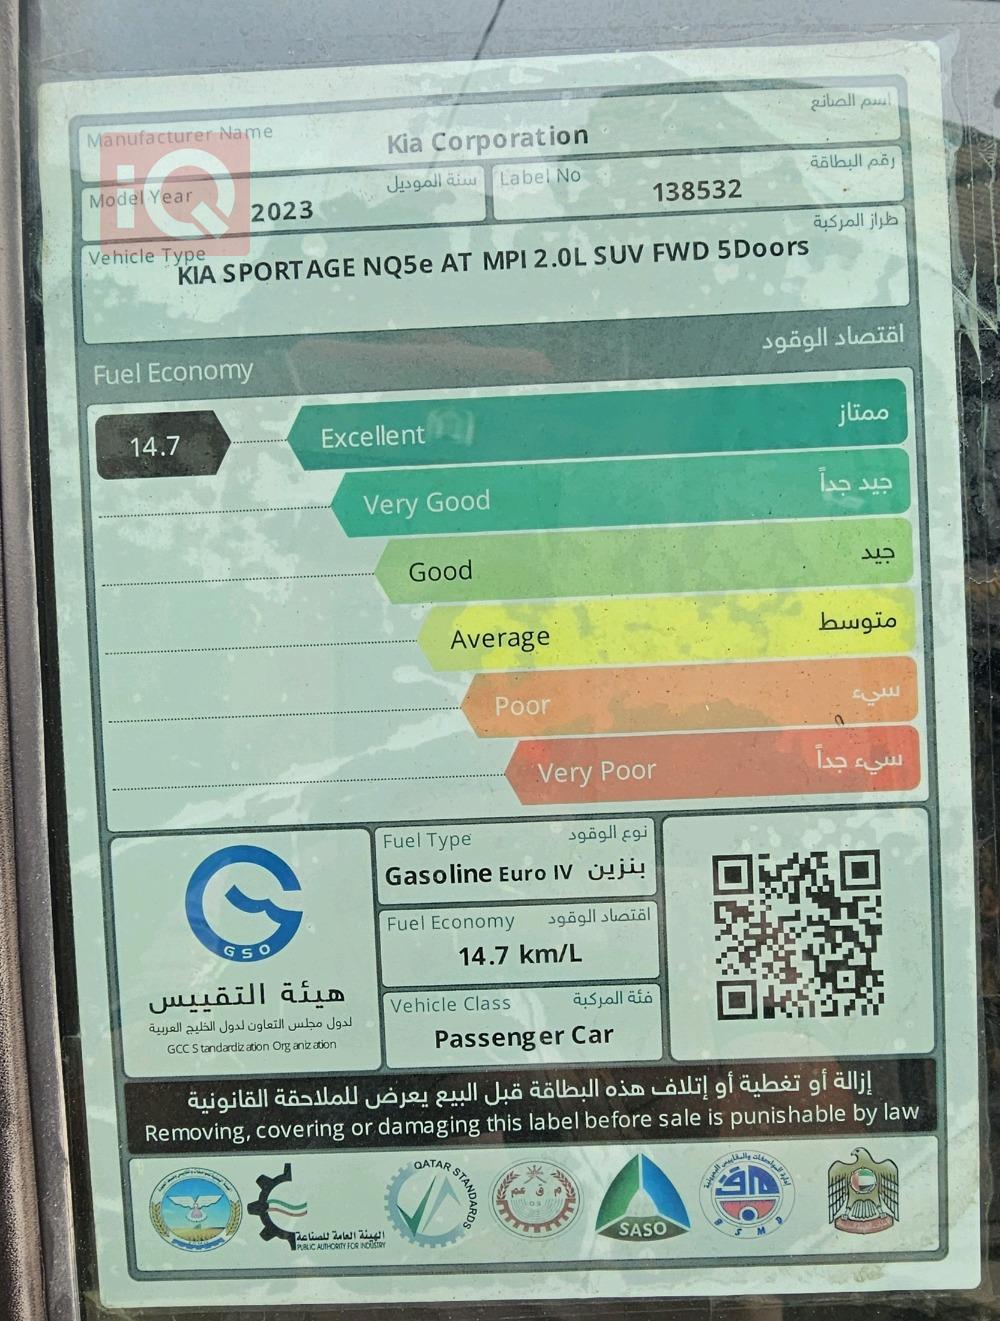 Manufacturer Name
اسم الصانع
Kia Corporation
iQ
Model Year
سنة الموديل
2023
Label No
رقم البطاقة
138532
Vehicle Type
طراز المركبة
KIA SPORTAGE NQ5e AT MPI 2.0L SUV FWD 5Doors
Fuel Economy
اقتصاد الوقود
14.7
Excellent
ممتاز
Very Good
جيد جداً
Good
جيد
Average
متوسط
Poor
سيء
Very Poor
سيء جداً
GSO
هيئة التقييس
لدول مجلس التعاون لدول الخليج العربية
GCC Standardization Organization
Fuel Type
نوع الوقود
Gasoline Euro IV بنزين
Fuel Economy
اقتصاد الوقود
14.7 km/L
Vehicle Class
فئة المركبة
Passenger Car
إزالة أو تغطية أو إتلاف هذه البطاقة قبل البيع يعرض للملاحقة القانونية
Removing, covering or damaging this label before sale is punishable by law
الهيئة العامة للصناعة
PUBLIC AUTHORITY FOR INDUSTRY
QATAR STANDARDS
SASO
BSMD